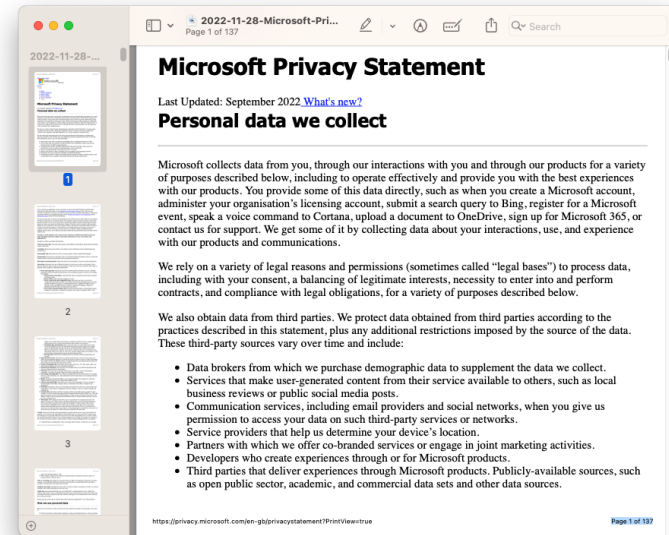 2022-11-28-Microsoft-Pri...
Page 1 of 137
Search
2022-11-28-...
1
2
3
Microsoft Privacy Statement
Last Updated: September 2022 What's new?
Personal data we collect
Microsoft collects data from you, through our interactions with you and through our products for a variety
of purposes described below, including to operate effectively and provide you with the best experiences
with our products. You provide some of this data directly, such as when you create a Microsoft account,
administer your organisation's licensing account, submit a search query to Bing, register for a Microsoft
event, speak a voice command to Cortana, upload a document to OneDrive, sign up for Microsoft 365, or
contact us for support. We get some of it by collecting data about your interactions, use, and experience
with our products and communications.
We rely on a variety of legal reasons and permissions (sometimes called “legal bases”) to process data,
including with your consent, a balancing of legitimate interests, necessity to enter into and perform
contracts, and compliance with legal obligations, for a variety of purposes described below.
We also obtain data from third parties. We protect data obtained from third parties according to the
practices described in this statement, plus any additional restrictions imposed by the source of the data.
These third-party sources vary over time and include:
• Data brokers from which we purchase demographic data to supplement the data we collect.
• Services that make user-generated content from their service available to others, such as local
business reviews or public social media posts.
• Communication services, including email providers and social networks, when you give us
permission to access your data on such third-party services or networks.
• Service providers that help us determine your device's location.
• Partners with which we offer co-branded services or engage in joint marketing activities.
• Developers who create experiences through or for Microsoft products.
• Third parties that deliver experiences through Microsoft products. Publicly-available sources, such
as open public sector, academic, and commercial data sets and other data sources.
https://privacy.microsoft.com/en-gb/privacystatement?PrintView=true
Page 1 of 137